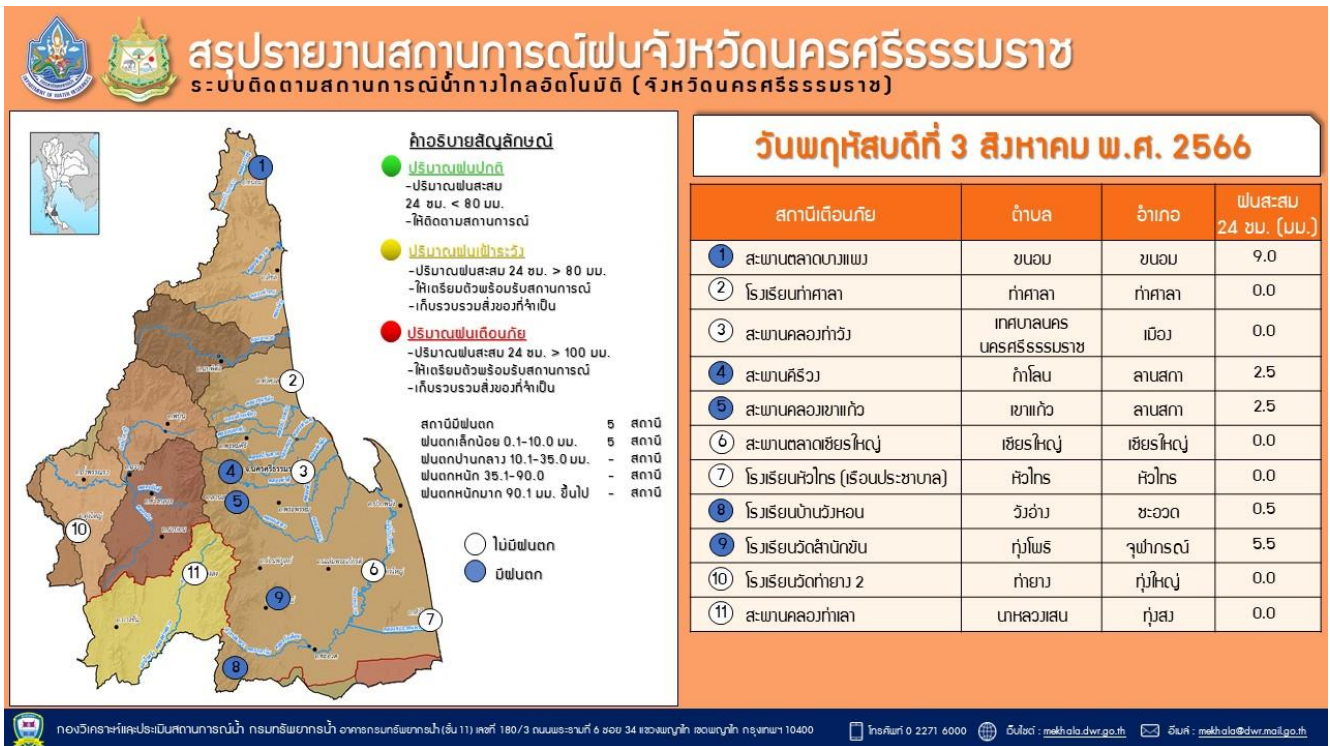 สรุปรายงานสถานการณ์ฝนจังหวัดนครศรีธรรมราช
ระบบติดตามสถานการณ์น้ำทางไกลอัตโนมัติ (จังหวัดนครศรีธรรมราช)
คำอธิบายสัญลักษณ์
ปริมาณฝนปกติ
-ปริมาณฝนสะสม
24 ชม. < 80 มม.
-ให้ติดตามสถานการณ์
ปริมาณฝนเฝ้าระวัง
-ปริมาณฝนสะสม 24 ชม. > 80 มม.
-ให้เตรียมตัวพร้อมรับสถานการณ์
-เก็บรวบรวมสิ่งของที่จำเป็น
ปริมาณฝนเตือนภัย
-ปริมาณฝนสะสม 24 ชม. > 100 มม.
-ให้เตรียมตัวพร้อมรับสถานการณ์
-เก็บรวบรวมสิ่งของที่จำเป็น
สถานีมีฝนตก 5 สถานี
ฝนตกเล็กน้อย 0.1-10.0 มม. 5 สถานี
ฝนตกปานกลาง 10.1-35.0 มม. - สถานี
ฝนตกหนัก 35.1-90.0 - สถานี
ฝนตกหนักมาก 90.1 มม. ขึ้นไป - สถานี
ไม่มีฝนตก
มีฝนตก
1
2
3
4
5
6
7
8
9
10
11
วันพฤหัสบดีที่ 3 สิงหาคม พ.ศ. 2566
สถานีเตือนภัย ตำบล อำเภอ ฝนสะสม
24 ชม. (มม.)
1 สะพานตลาดบางแพง ขนอม ขนอม 9.0
2 โรงเรียนท่าศาลา ท่าศาลา ท่าศาลา 0.0
3 สะพานคลองท่าวัง เทศบาลนคร
นครศรีธรรมราช เมือง 0.0
4 สะพานคีรีวง กำโลน ลานสกา 2.5
5 สะพานคลองเขาแก้ว เขาแก้ว ลานสกา 2.5
6 สะพานตลาดเชียรใหญ่ เชียรใหญ่ เชียรใหญ่ 0.0
7 โรงเรียนหัวไทร (เรือนประชาบาล) หัวไทร หัวไทร 0.0
8 โรงเรียนบ้านวังหอน วังอ่าง ชะอวด 0.5
9 โรงเรียนวัดสำนักขัน ทุ่งโพธิ จุฬาภรณ์ 5.5
10 โรงเรียนวัดท่ายาง 2 ท่ายาง ทุ่งใหญ่ 0.0
11 สะพานคลองท่าเลา นาหลวงเสน ทุ่งสง 0.0
กองวิเคราะห์และประเมินสถานการณ์น้ำ กรมทรัพยากรน้ำ อาคารกรมทรัพยากรน้ำ (ชั้น 11) เลขที่ 180/3 ถนนพระรามที่ 6 ซอย 34 แขวงพญาไท เขตพญาไท กรุงเทพฯ 10400 โทรศัพท์ 0 2271 6000 เว็บไซต์ : mekhala.dwr.go.th อีเมล์ : mekhala@dwr.mail.go.th